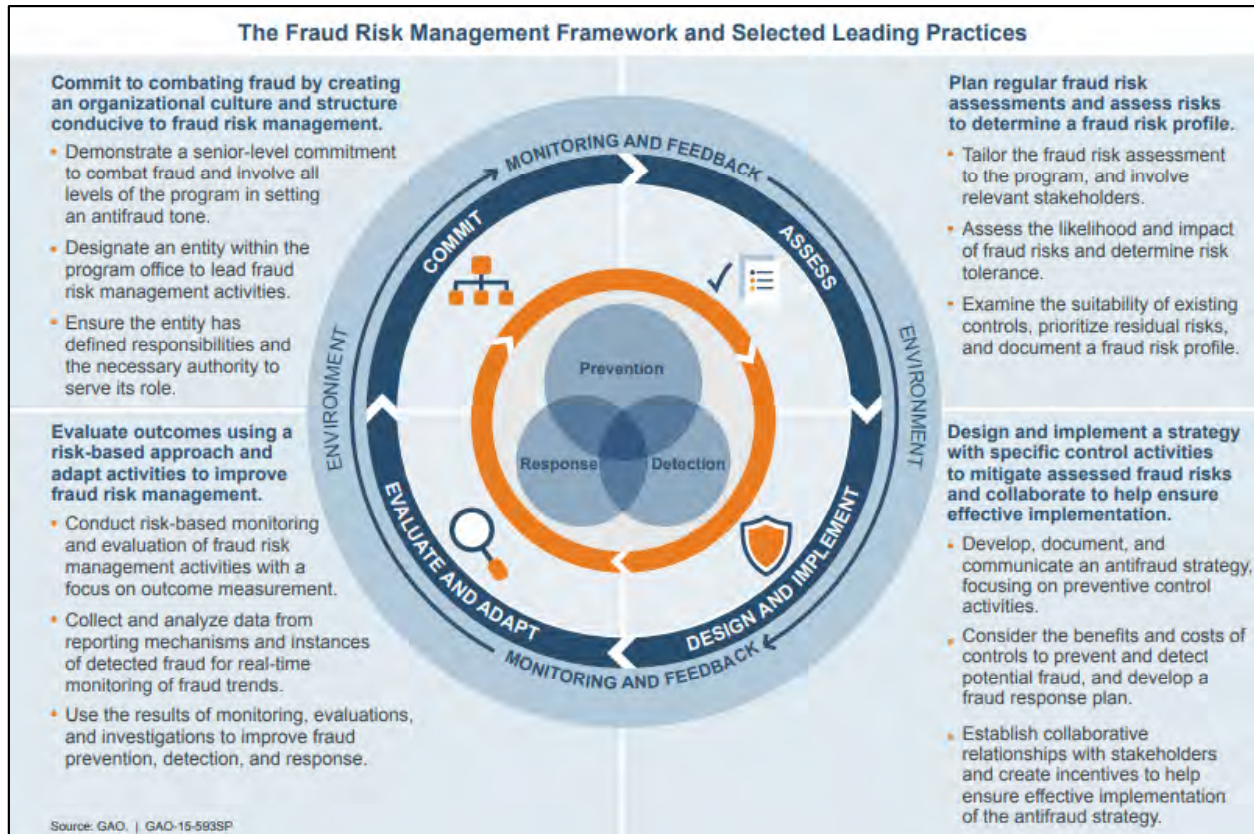 The Fraud Risk Management Framework and Selected Leading Practices
Commit to combating fraud by creating
an organizational culture and structure
conducive to fraud risk management.
• Demonstrate a senior-level commitment
to combat fraud and involve all
levels of the program in setting
an antifraud tone.
• Designate an entity within the
program office to lead fraud
risk management activities.
• Ensure the entity has
defined responsibilities and
the necessary authority to
serve its role.
Plan regular fraud risk
assessments and assess risks
to determine a fraud risk profile.
• Tailor the fraud risk assessment
to the program, and involve
relevant stakeholders.
• Assess the likelihood and impact
of fraud risks and determine risk
tolerance.
• Examine the suitability of existing
controls, prioritize residual risks,
and document a fraud risk profile.
MONITORING AND FEEDBACK
COMMIT
ASSESS
ENVIRONMENT
ENVIRONMENT
Prevention
Response
Detection
EVALUATE AND ADAPT
DESIGN AND IMPLEMENT
MONITORING AND FEEDBACK
Evaluate outcomes using a
risk-based approach and
adapt activities to improve
fraud risk management.
• Conduct risk-based monitoring
and evaluation of fraud risk
management activities with a
focus on outcome measurement.
• Collect and analyze data from
reporting mechanisms and instances
of detected fraud for real-time
monitoring of fraud trends.
• Use the results of monitoring, evaluations,
and investigations to improve fraud
prevention, detection, and response.
Design and implement a strategy
with specific control activities
to mitigate assessed fraud risks
and collaborate to help ensure
effective implementation.
• Develop, document, and
communicate an antifraud strategy,
focusing on preventive control
activities.
• Consider the benefits and costs of
controls to prevent and detect
potential fraud, and develop a
fraud response plan.
• Establish collaborative
relationships with stakeholders
and create incentives to help
ensure effective implementation
of the antifraud strategy.
Source: GAO. | GAO-15-593SP